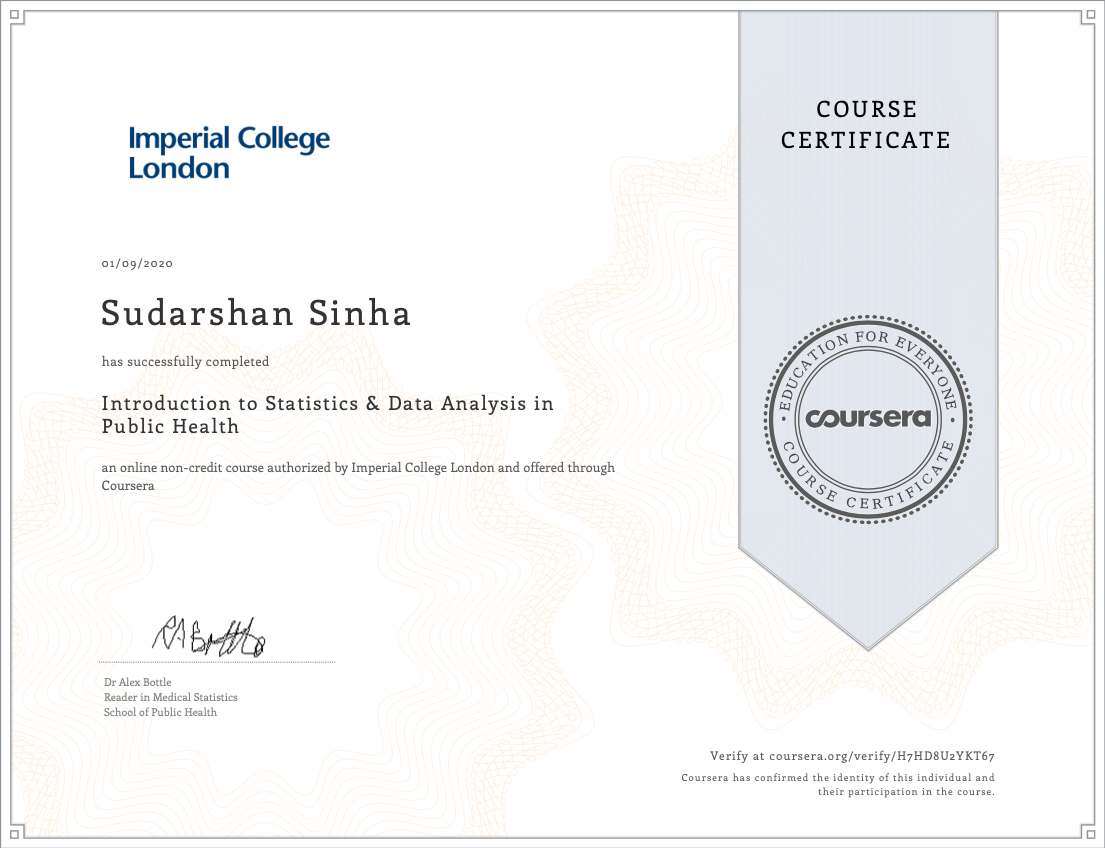 Imperial College
London
COURSE
CERTIFICATE
01/09/2020
Sudarshan Sinha
has successfully completed
Introduction to Statistics & Data Analysis in
Public Health
an online non-credit course authorized by Imperial College London and offered through
Coursera
EDUCATION FOR EVERYONE
coursera
COURSE CERTIFICATE
Dr Alex Bottle
Reader in Medical Statistics
School of Public Health
Verify at coursera.org/verify/H7HD8U2YKT67
Coursera has confirmed the identity of this individual and
their participation in the course.